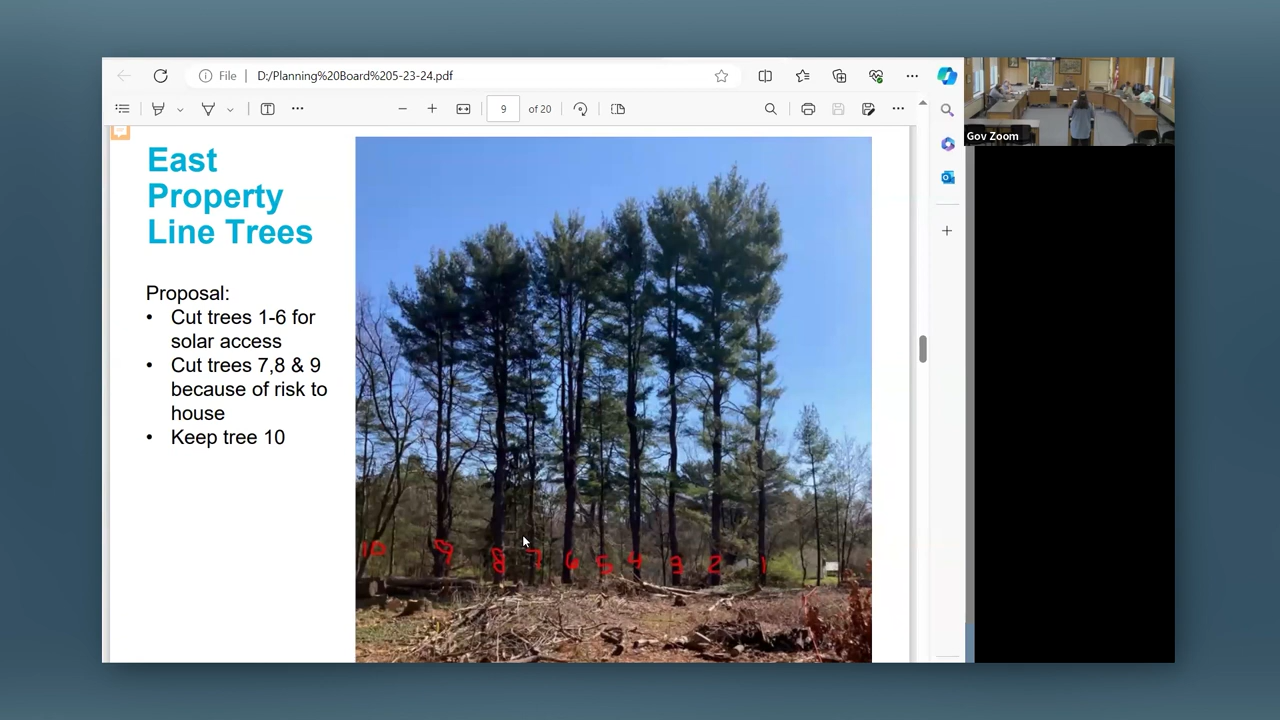 File
D:/Planning%20Board%205-23-24.pdf
9 of 20
Gov Zoom
East
Property
Line Trees
Proposal:
• Cut trees 1-6 for
solar access
• Cut trees 7,8 & 9
because of risk to
house
• Keep tree 10
10 9 8 7 6 5 4 3 2 1